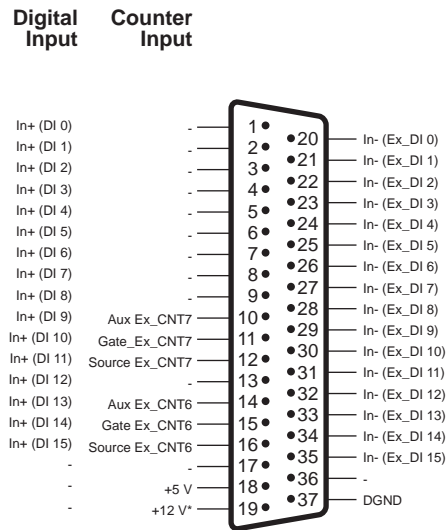 Digital Input Counter Input
In+ (DI 0) - 1 20 In- (Ex_DI 0)
In+ (DI 1) - 2 21 In- (Ex_DI 1)
In+ (DI 2) - 3 22 In- (Ex_DI 2)
In+ (DI 3) - 4 23 In- (Ex_DI 3)
In+ (DI 4) - 5 24 In- (Ex_DI 4)
In+ (DI 5) - 6 25 In- (Ex_DI 5)
In+ (DI 6) - 7 26 In- (Ex_DI 6)
In+ (DI 7) - 8 27 In- (Ex_DI 7)
In+ (DI 8) - 9 28 In- (Ex_DI 8)
In+ (DI 9) Aux Ex_CNT7 10 29 In- (Ex_DI 9)
In+ (DI 10) Gate_Ex_CNT7 11 30 In- (Ex_DI 10)
In+ (DI 11) Source Ex_CNT7 12 31 In- (Ex_DI 11)
In+ (DI 12) - 13 32 In- (Ex_DI 12)
In+ (DI 13) Aux Ex_CNT6 14 33 In- (Ex_DI 13)
In+ (DI 14) Gate Ex_CNT6 15 34 In- (Ex_DI 14)
In+ (DI 15) Source Ex_CNT6 16 35 In- (Ex_DI 15)
- - 17 36 -
- +5 V 18 37 DGND
- +12 V* 19